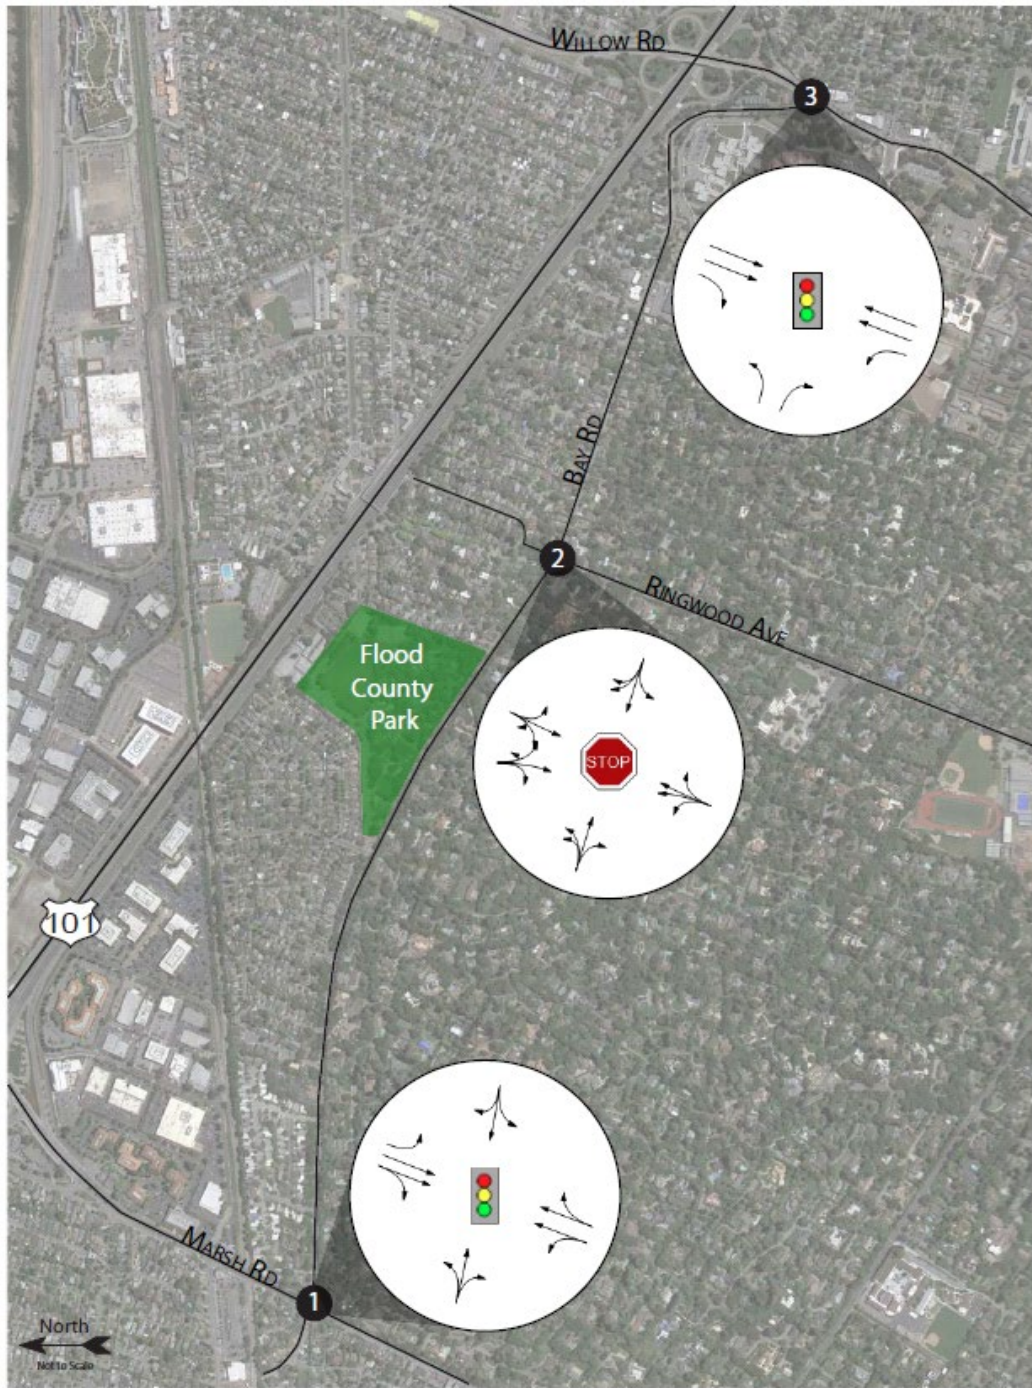 WILLOW RD
3
BAY RD
2
RINGWOOD AVE
Flood
County
Park
STOP
101
MARSH RD
1
North
Not to Scale